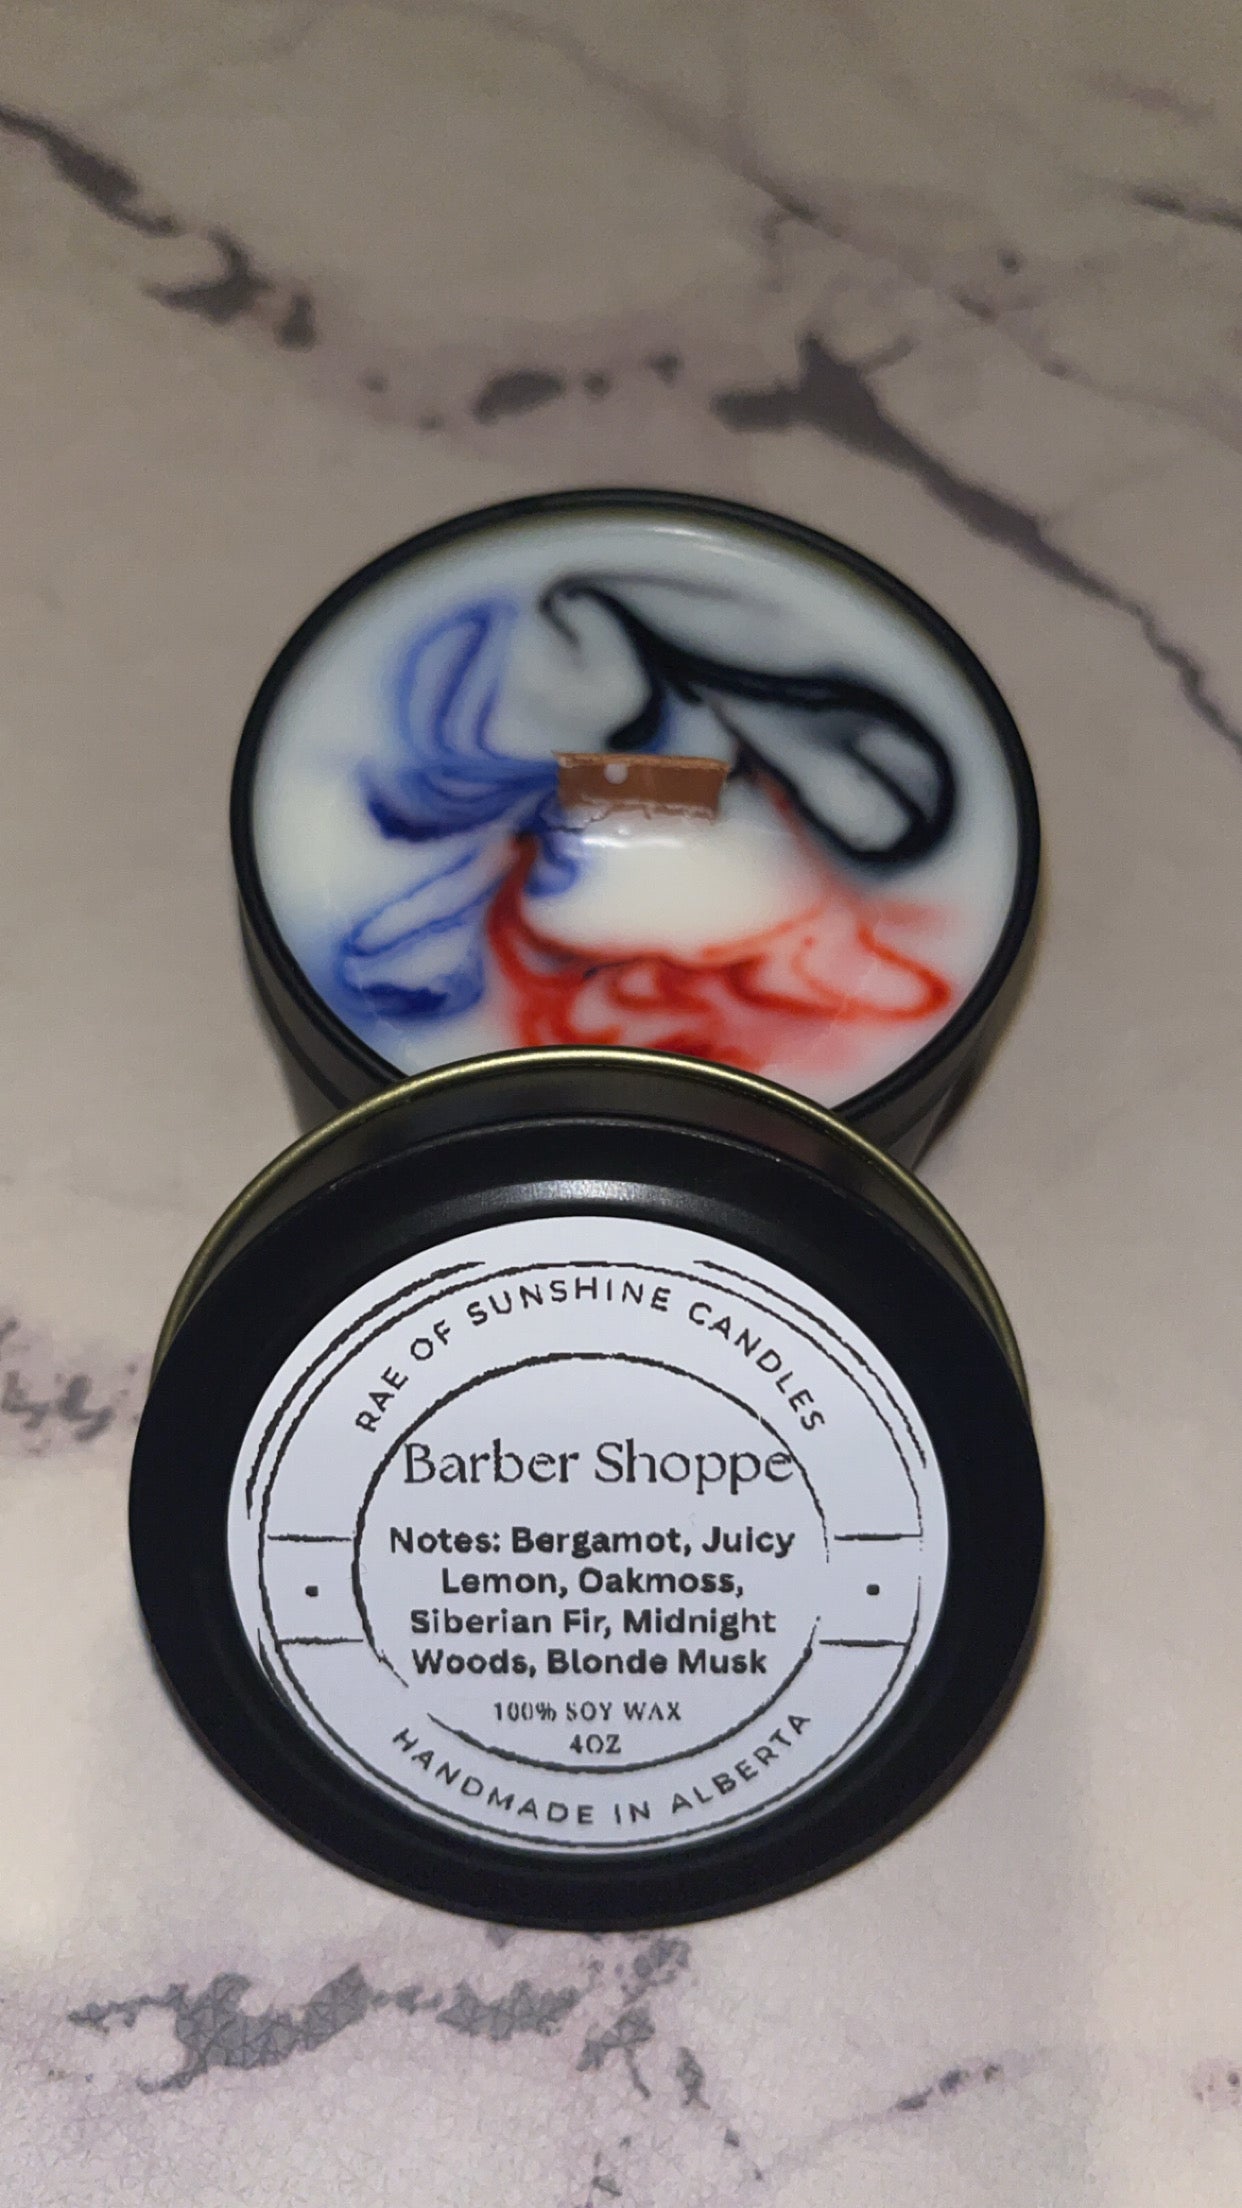 RAE OF SUNSHINE CANDLES
Barber Shoppe
Notes: Bergamot, Juicy
Lemon, Oakmoss,
Siberian Fir, Midnight
Woods, Blonde Musk
100% SOY WAX
4OZ
HANDMADE IN ALBERTA